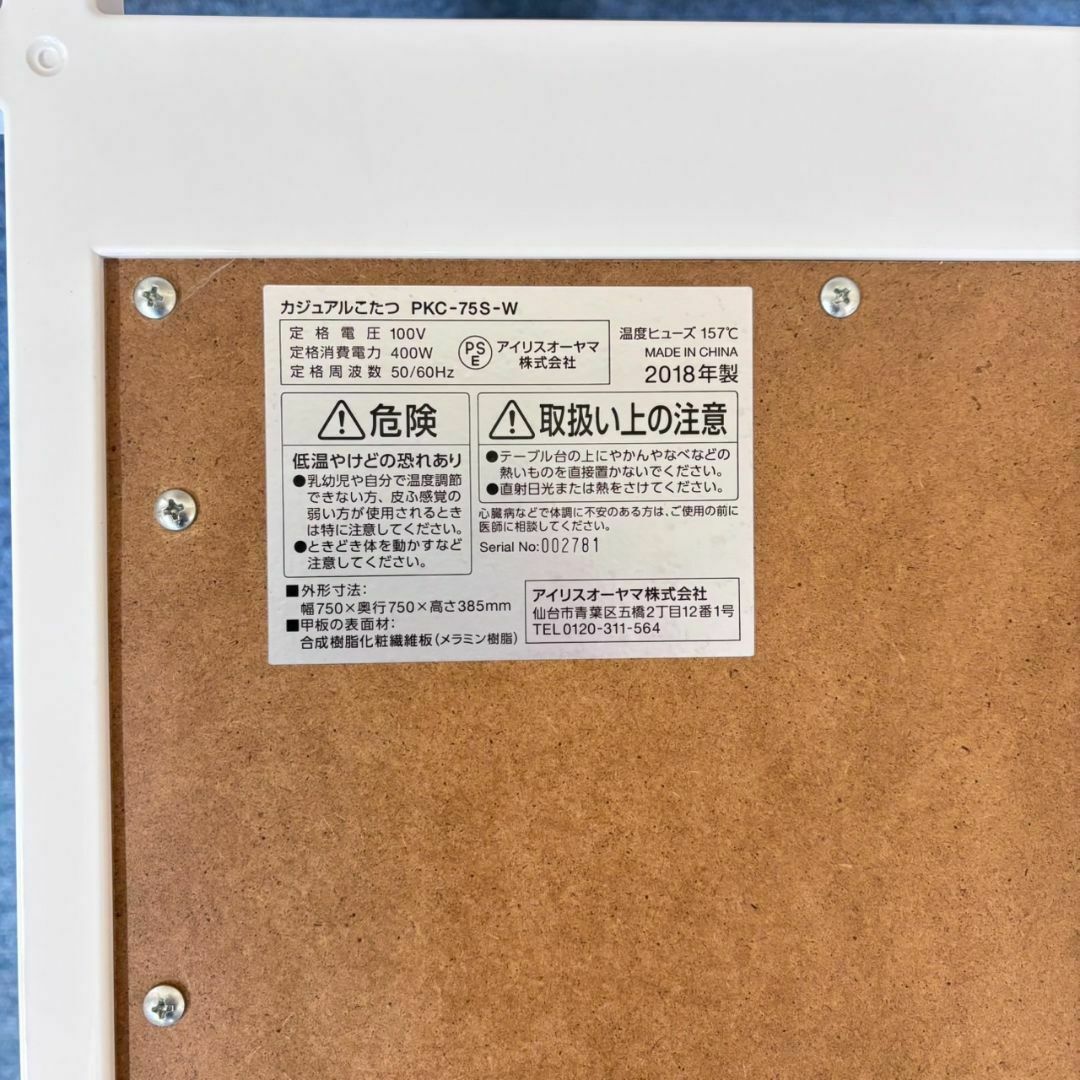 カジュアルこたつ PKC-75S-W
定格電圧 100V
定格消費電力 400W
定格周波数 50/60Hz
PS
E
アイリスオーヤマ
株式会社
温度ヒューズ 157℃
MADE IN CHINA
2018年製
危険
低温やけどの恐れあり
●乳幼児や自分で温度調節
できない方、皮ふ感覚の
弱い方が使用されるとき
は特に注意してください。
●ときどき体を動かすなど
注意してください。
取扱い上の注意
●テーブル台の上にやかんやなべなどの
熱いものを直接置かないでください。
●直射日光または熱をさけてください。
心臓病などで体調に不安のある方は、ご使用の前に
医師に相談してください。
Serial No:002781
■外形寸法:
幅750×奥行750×高さ385mm
■甲板の表面材:
合成樹脂化粧繊維板(メラミン樹脂)
アイリスオーヤマ株式会社
仙台市青葉区五橋2丁目12番1号
TEL 0120-311-564